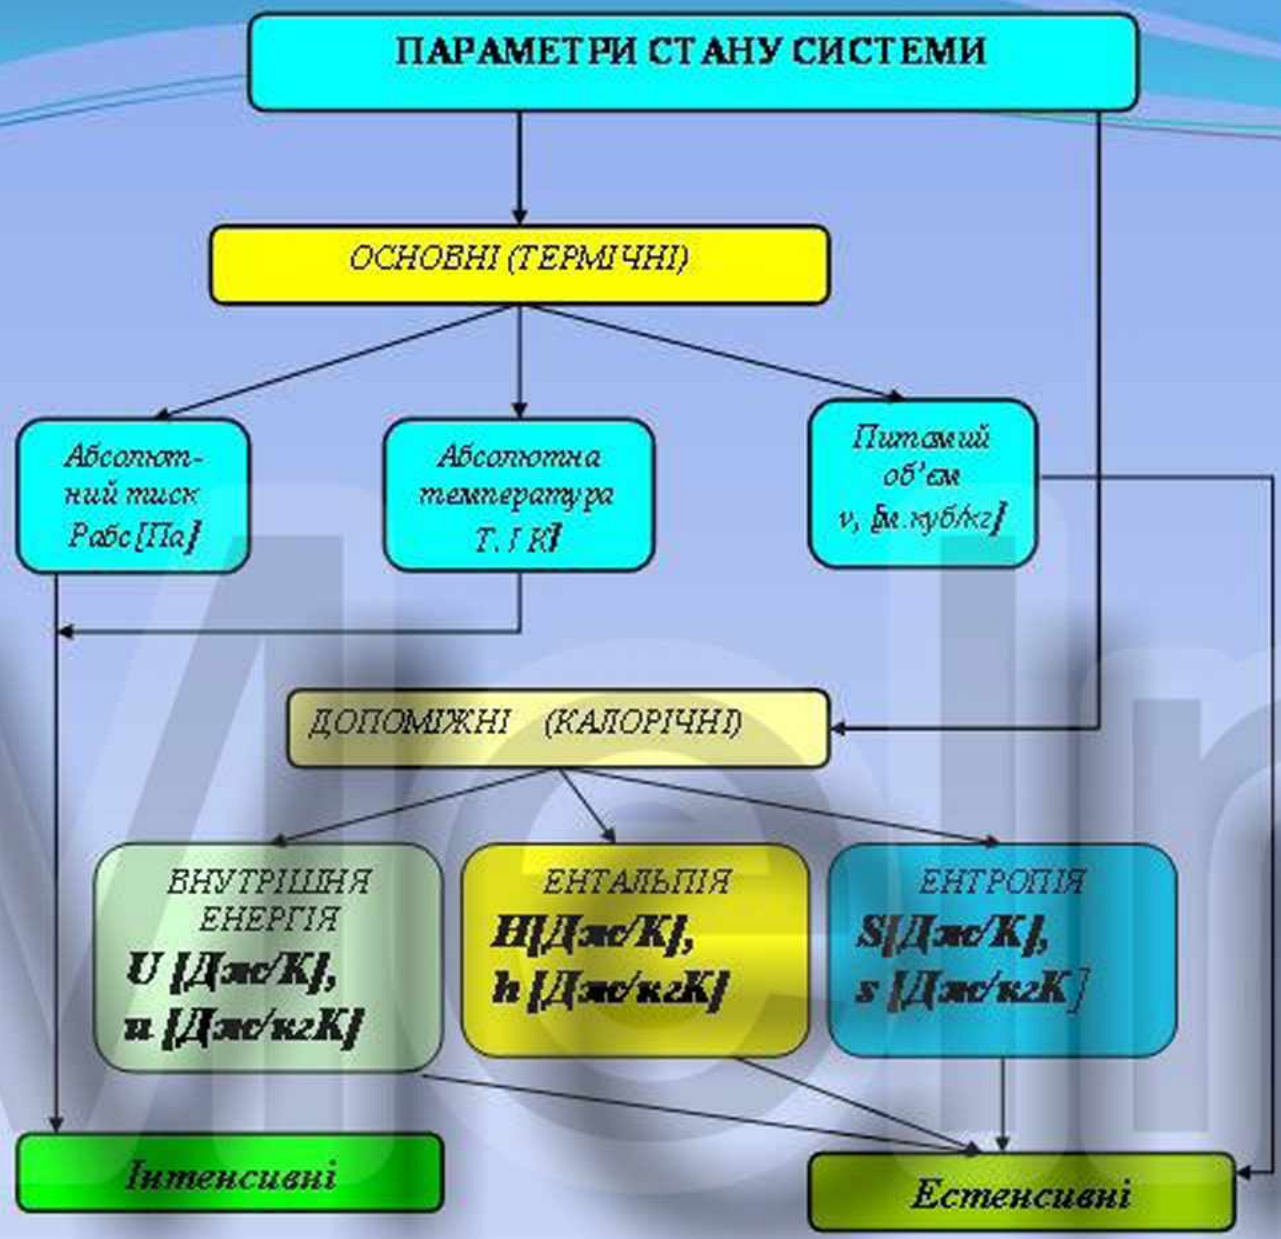 ПАРАМЕТРИ СТАНУ СИСТЕМИ
ОСНОВНІ (ТЕРМІЧНІ)
Абсолют-
ний тиск
Рабс[Па]
Абсолютна
температура
Т. [ К]
Питомий
об'єм
v, [м.куб/кг]
ДОПОМІЖНІ (КАЛОРІЧНІ)
ВНУТРІШНЯ
ЕНЕРГІЯ
U [Дж/К],
u [Дж/кгК]
ЕНТАЛЬПІЯ
H[Дж/К],
h [Дж/кгК]
ЕНТРОПІЯ
S[Дж/К],
s [Дж/кгК]
Інтенсивні
Естенсивні